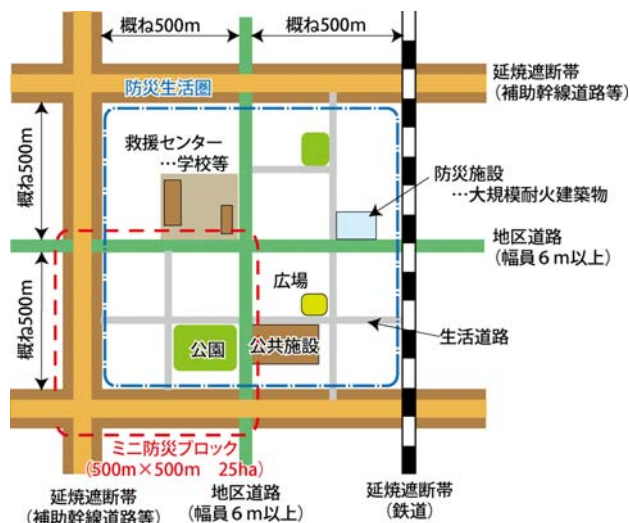 概ね500m
概ね500m
延焼遮断帯
(補助幹線道路等)
防災生活圏
概ね500m
救援センター
…学校等
防災施設
…大規模耐火建築物
地区道路
(幅員6m以上)
概ね500m
広場
生活道路
公園
公共施設
ミニ防災ブロック
(500m×500m 25ha)
延焼遮断帯
(補助幹線道路等)
地区道路
(幅員6m以上)
延焼遮断帯
(鉄道)